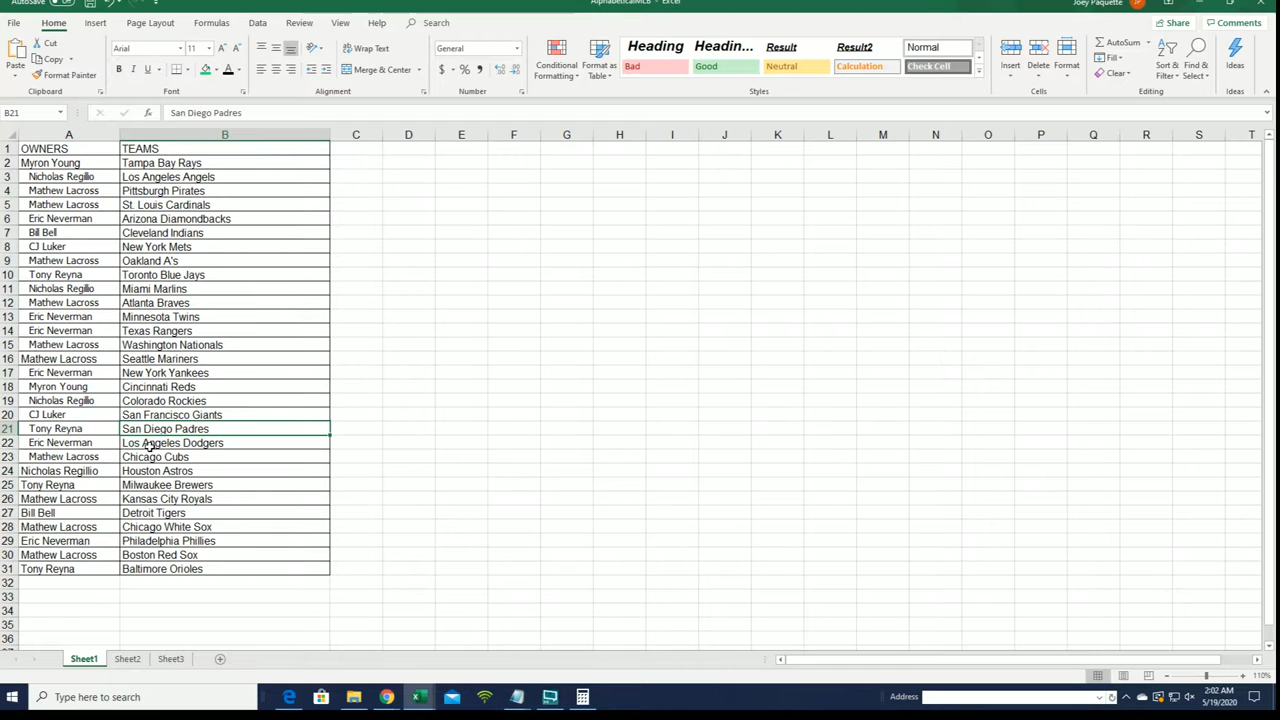 AutoSave AlphabeticalMLB - Excel Joey Paquette JP
File Home Insert Page Layout Formulas Data Review View Help Search Share Comments
Cut Arial 11 Wrap Text General Heading Headin... Result Result2 Normal AutoSum
Copy Fill
Paste Format Painter Merge & Center Conditional Formatting Format as Table Bad Good Neutral Calculation Check Cell Insert Delete Format Clear Sort & Filter Find & Select Ideas
Clipboard Font Alignment Number Styles Cells Editing Ideas
B21 fx San Diego Padres
A B C D E F G H I J K L M N O P Q R S T
1 OWNERS TEAMS
2 Myron Young Tampa Bay Rays
3 Nicholas Regillio Los Angeles Angels
4 Mathew Lacross Pittsburgh Pirates
5 Mathew Lacross St. Louis Cardinals
6 Eric Neverman Arizona Diamondbacks
7 Bill Bell Cleveland Indians
8 CJ Luker New York Mets
9 Mathew Lacross Oakland A's
10 Tony Reyna Toronto Blue Jays
11 Nicholas Regillio Miami Marlins
12 Mathew Lacross Atlanta Braves
13 Eric Neverman Minnesota Twins
14 Eric Neverman Texas Rangers
15 Mathew Lacross Washington Nationals
16 Mathew Lacross Seattle Mariners
17 Eric Neverman New York Yankees
18 Myron Young Cincinnati Reds
19 Nicholas Regillio Colorado Rockies
20 CJ Luker San Francisco Giants
21 Tony Reyna San Diego Padres
22 Eric Neverman Los Angeles Dodgers
23 Mathew Lacross Chicago Cubs
24 Nicholas Regillio Houston Astros
25 Tony Reyna Milwaukee Brewers
26 Mathew Lacross Kansas City Royals
27 Bill Bell Detroit Tigers
28 Mathew Lacross Chicago White Sox
29 Eric Neverman Philadelphia Phillies
30 Mathew Lacross Boston Red Sox
31 Tony Reyna Baltimore Orioles
32
33
34
35
36
Sheet1 Sheet2 Sheet3
110%
Type here to search Address 2:02 AM
5/19/2020